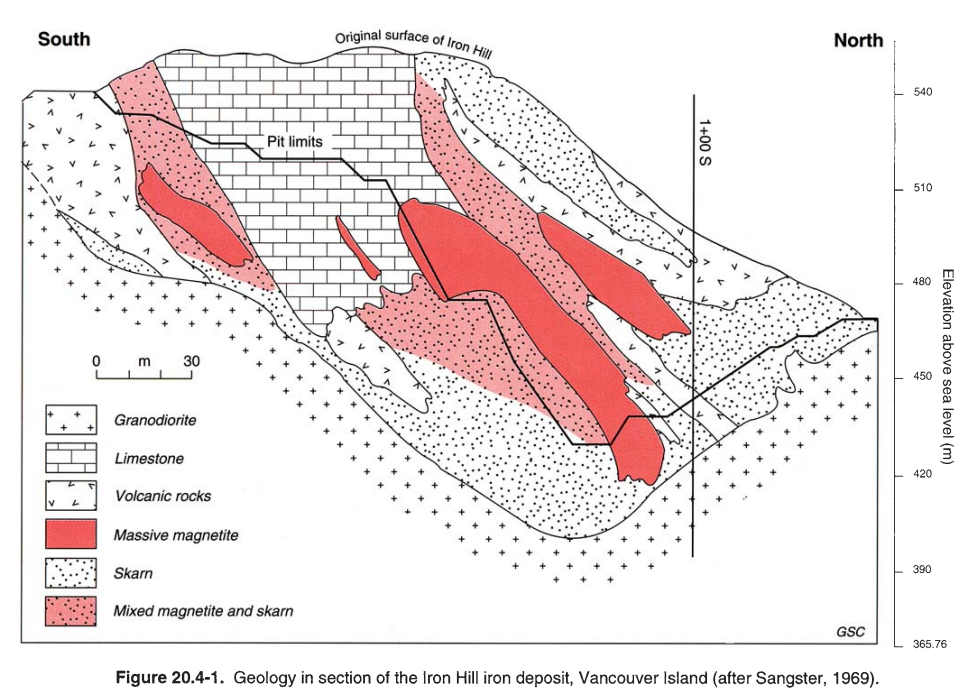 South
Original surface of Iron Hill
North
540
1+00 S
Pit limits
510
480
Elevation above sea level (m)
0 m 30
450
Granodiorite
Limestone
420
Volcanic rocks
Massive magnetite
Skarn
390
Mixed magnetite and skarn
GSC
365.76
Figure 20.4-1. Geology in section of the Iron Hill iron deposit, Vancouver Island (after Sangster, 1969).